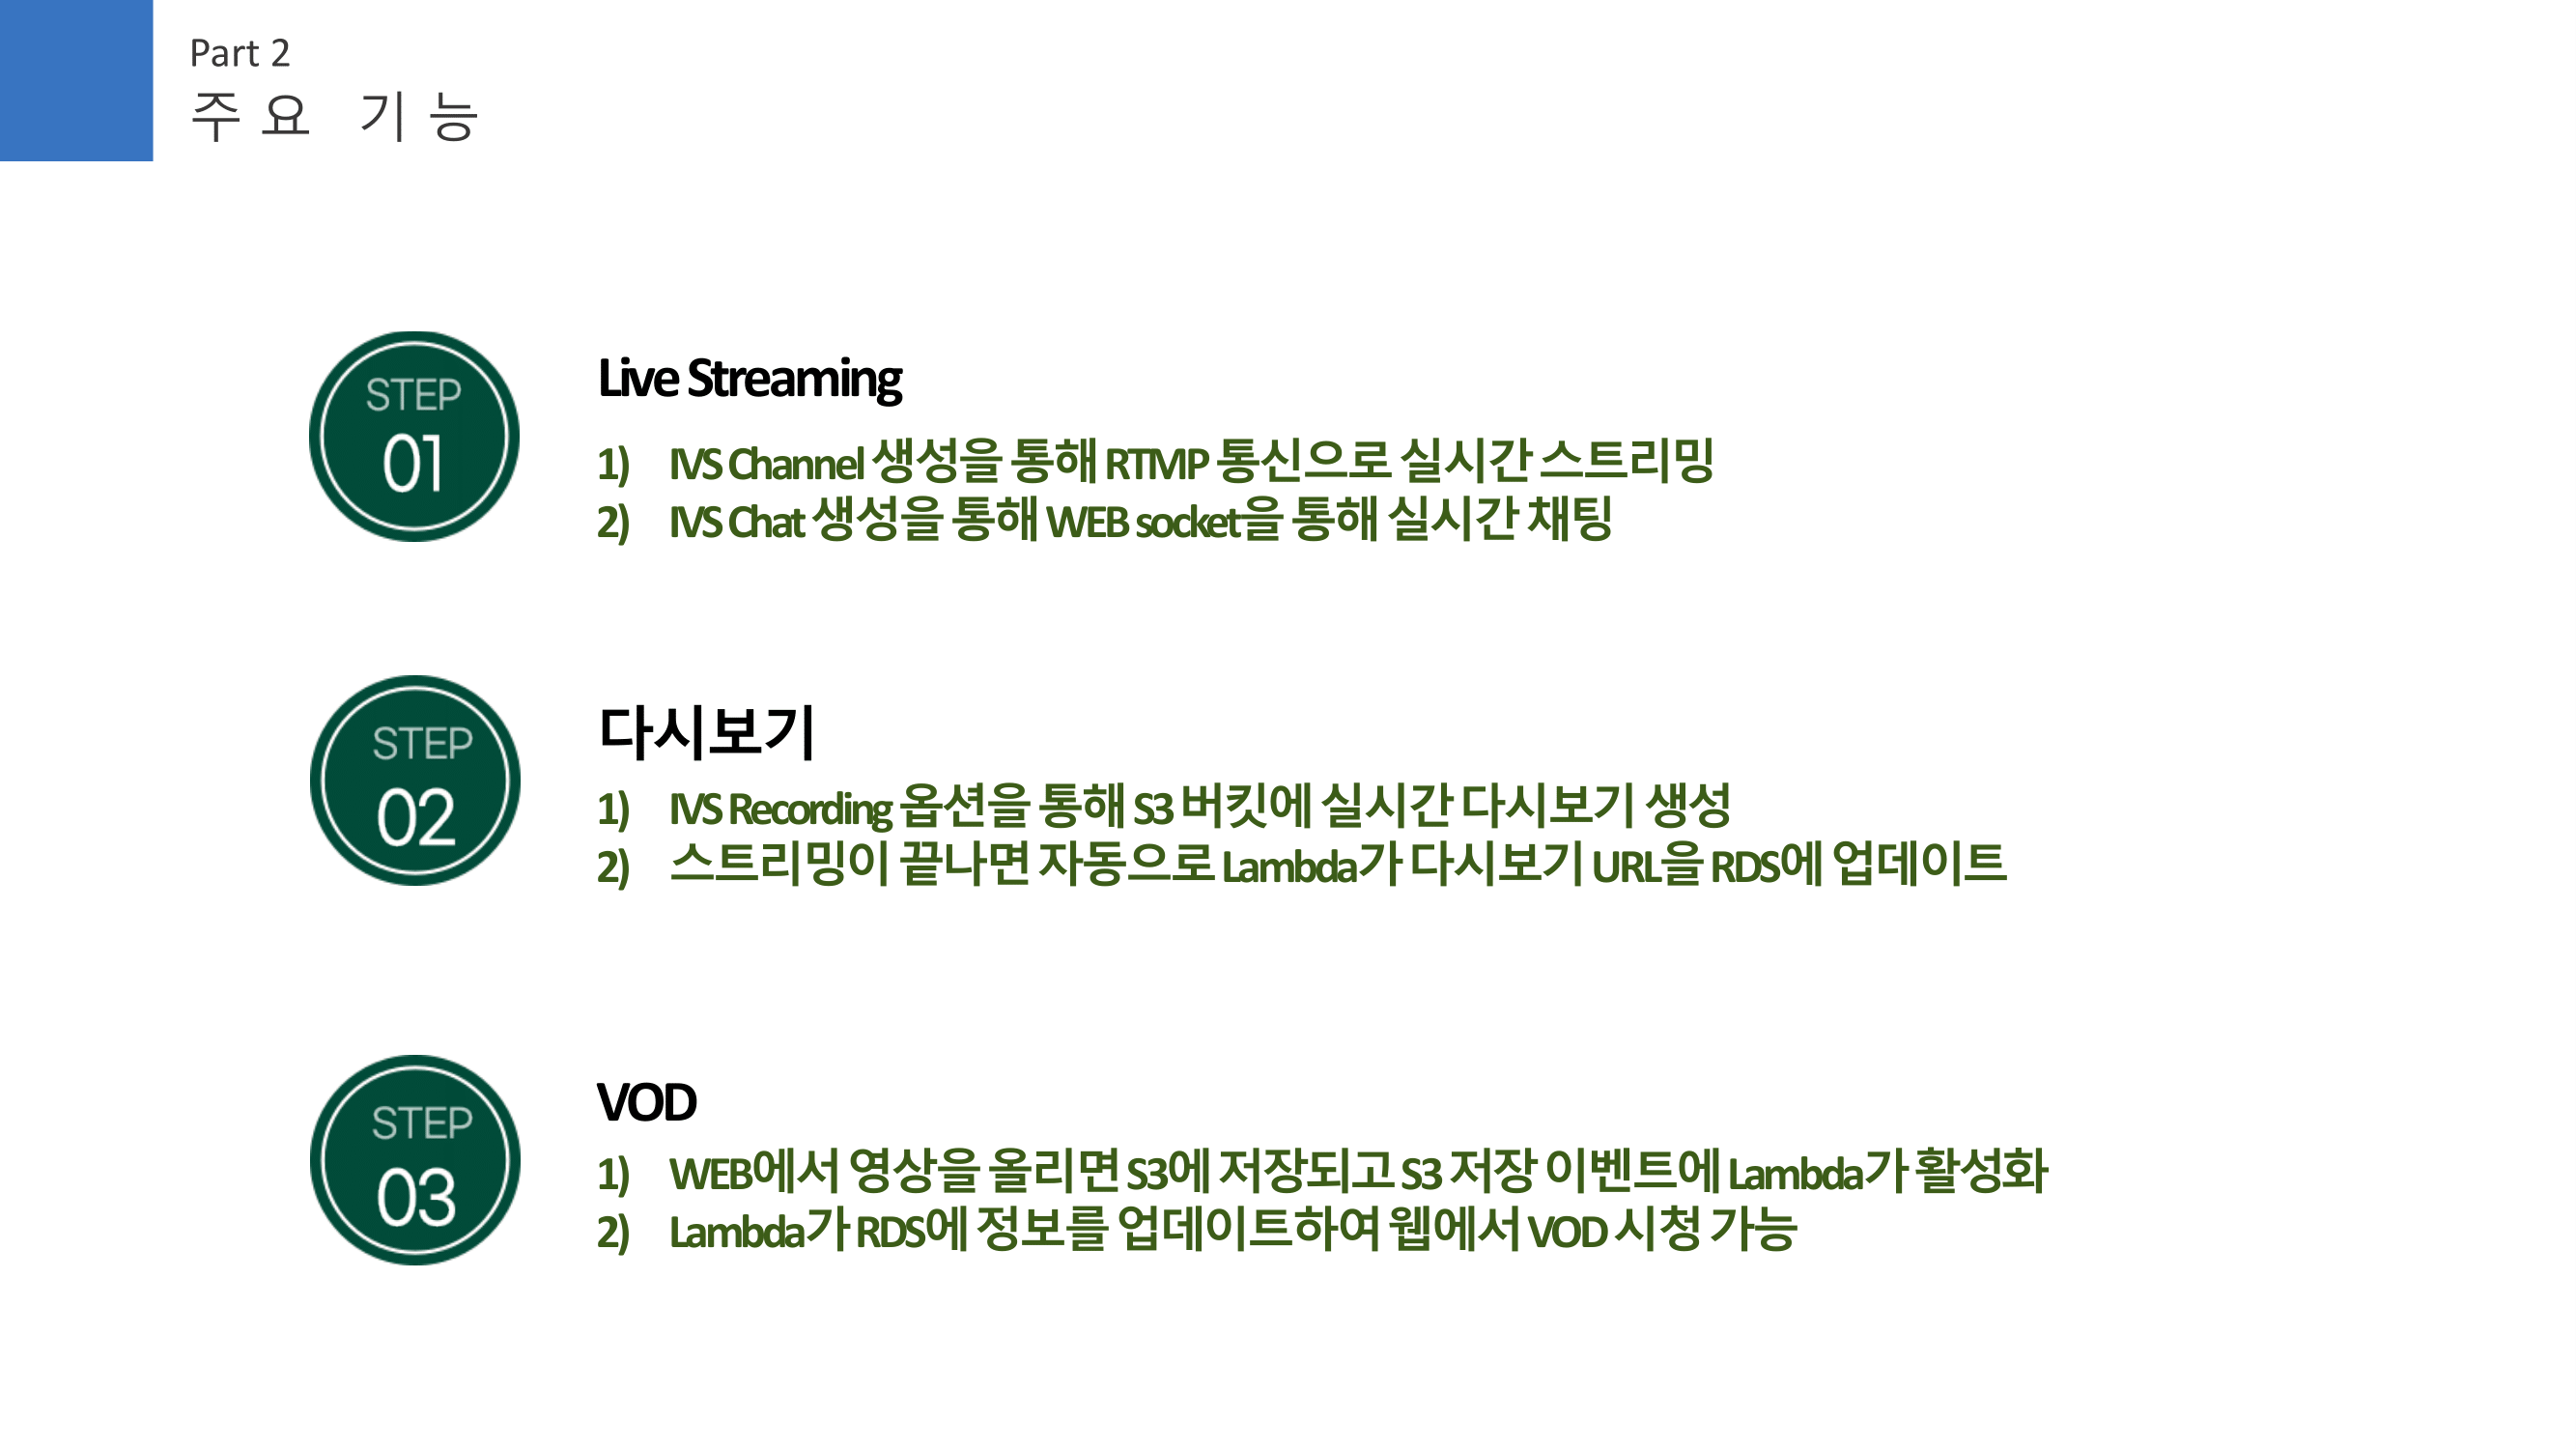 Part 2
주요 기능
STEP
01
Live Streaming
1) IVS Channel 생성을 통해 RTMP 통신으로 실시간 스트리밍
2) IVS Chat 생성을 통해 WEB socket을 통해 실시간 채팅
STEP
02
다시보기
1) IVS Recording 옵션을 통해 S3 버킷에 실시간 다시보기 생성
2) 스트리밍이 끝나면 자동으로 Lambda가 다시보기 URL을 RDS에 업데이트
STEP
03
VOD
1) WEB에서 영상을 올리면 S3에 저장되고 S3 저장 이벤트에 Lambda가 활성화
2) Lambda가 RDS에 정보를 업데이트하여 웹에서 VOD 시청 가능